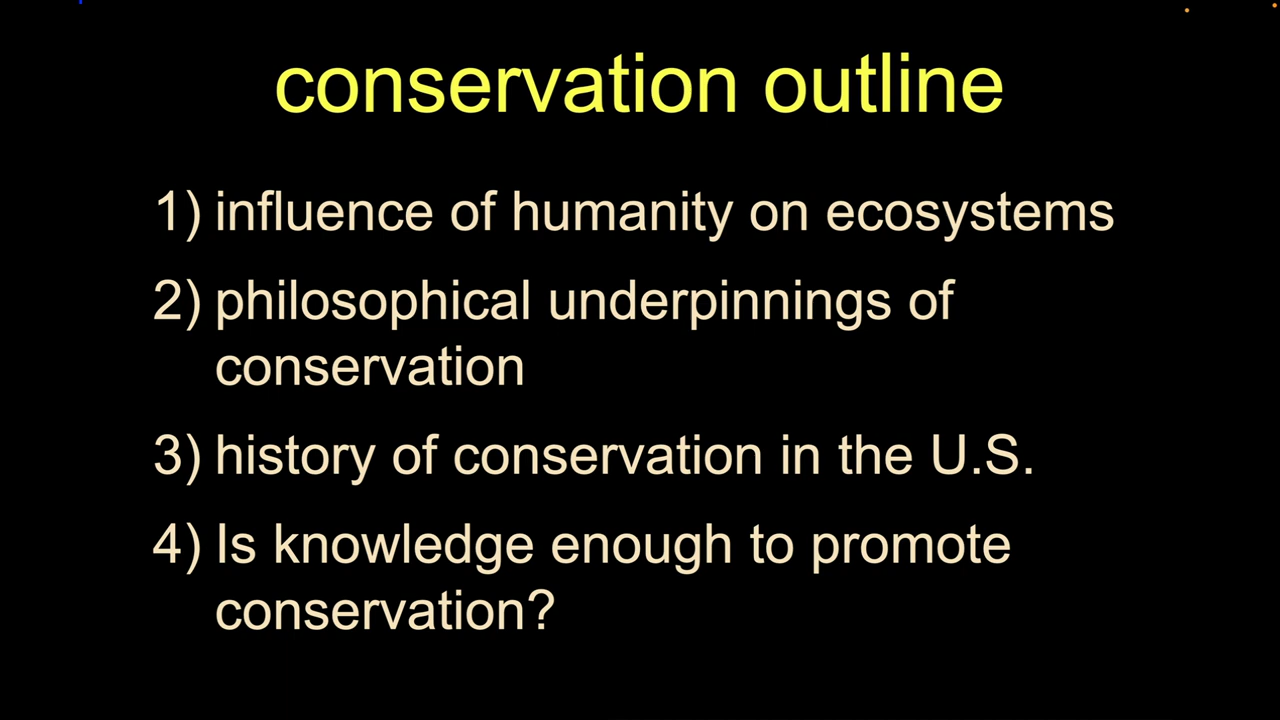 conservation outline
1) influence of humanity on ecosystems
2) philosophical underpinnings of
conservation
3) history of conservation in the U.S.
4) Is knowledge enough to promote
conservation?